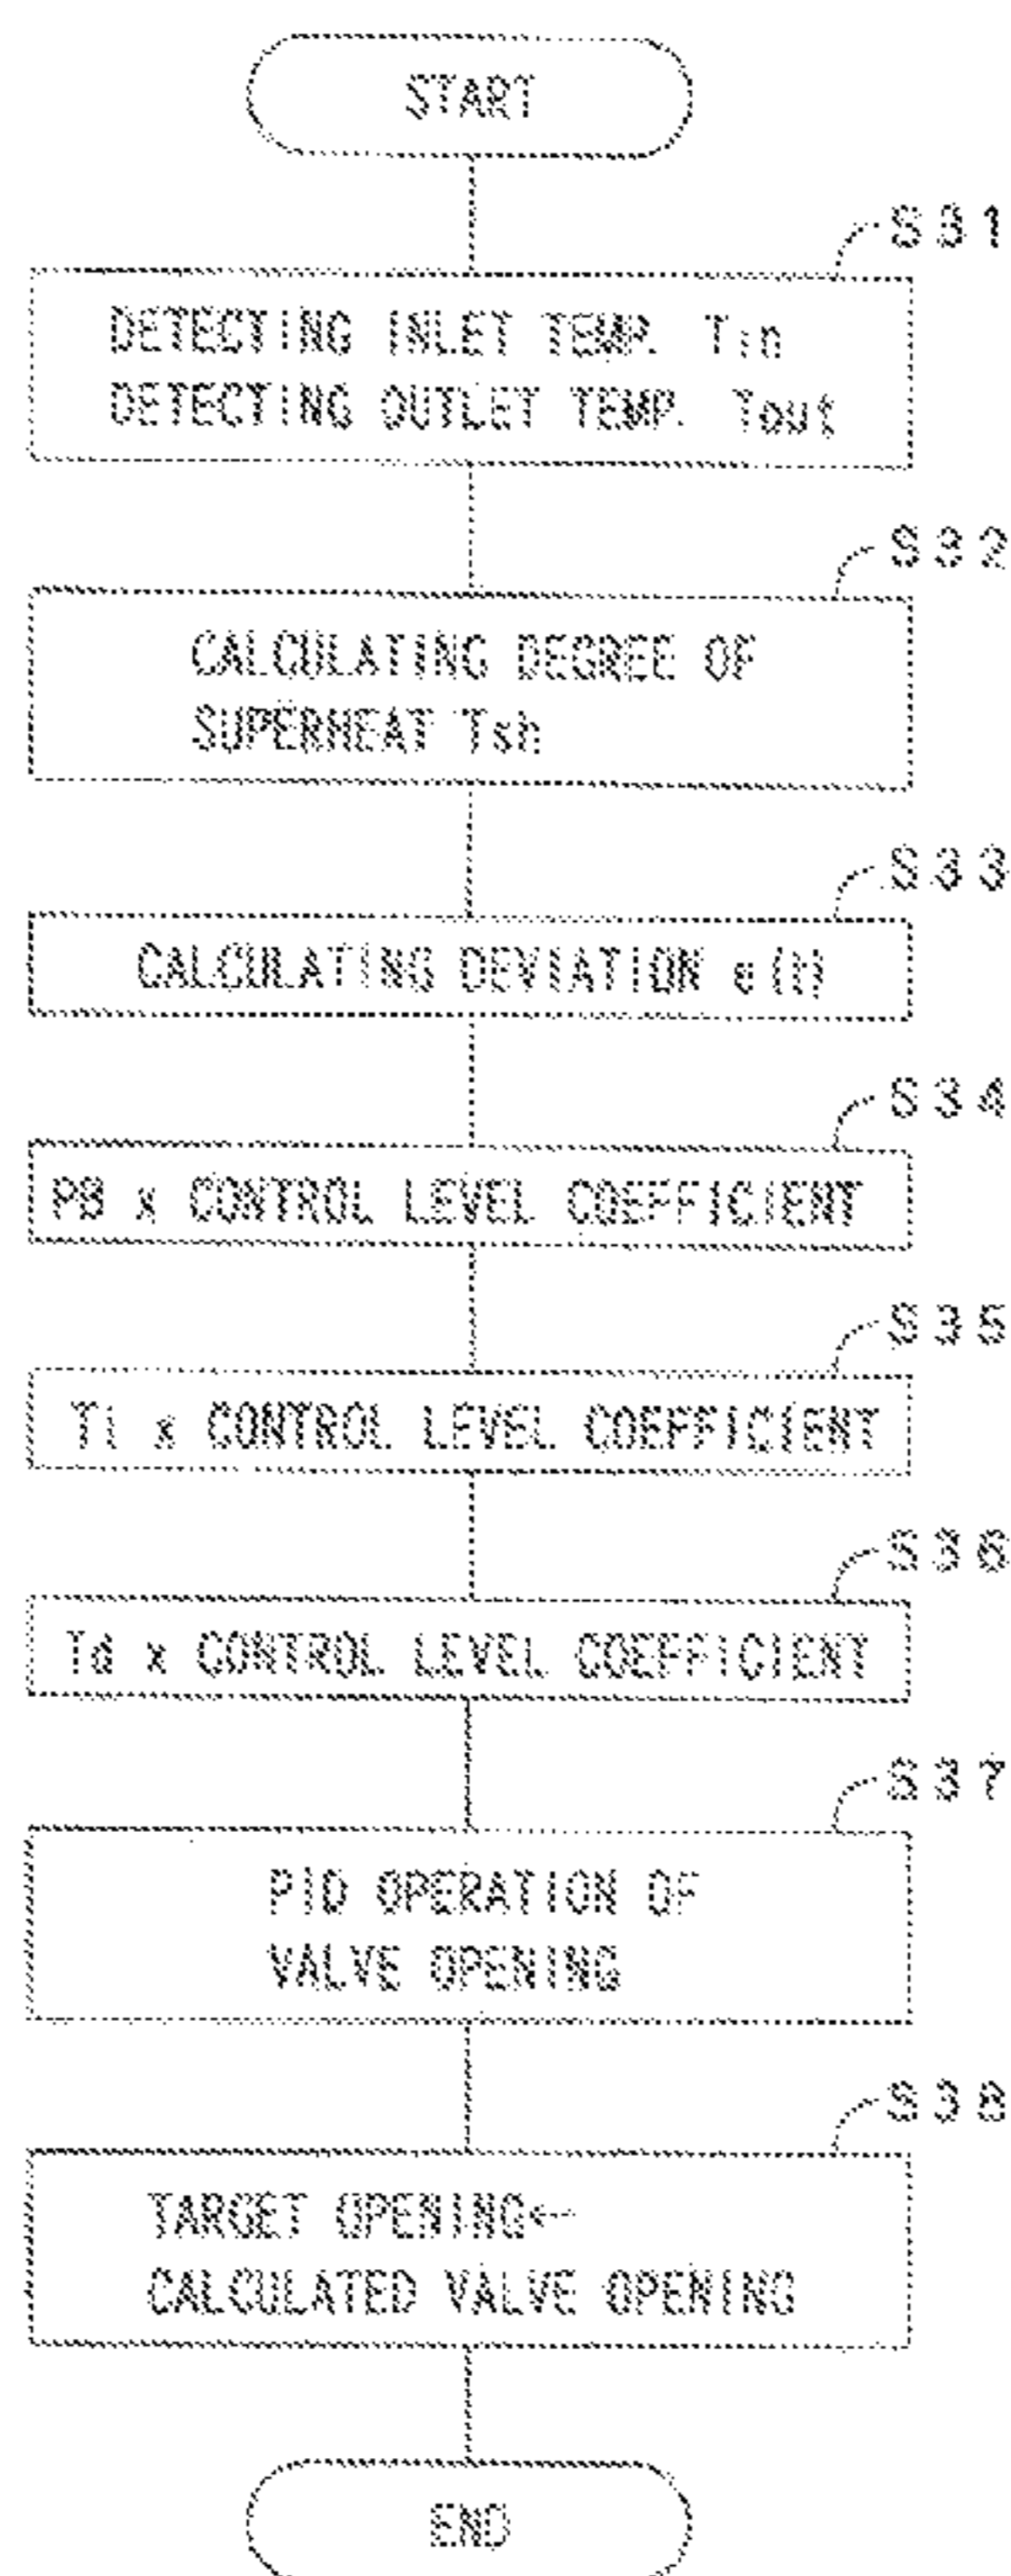 START
S31
DETECTING INLET TEMP. Tin
DETECTING OUTLET TEMP. Tout
S32
CALCULATING DEGREE OF
SUPERHEAT Tsh
S33
CALCULATING DEVIATION e(t)
S34
PB x CONTROL LEVEL COEFFICIENT
S35
Ti x CONTROL LEVEL COEFFICIENT
S36
Td x CONTROL LEVEL COEFFICIENT
S37
PID OPERATION OF
VALVE OPENING
S38
TARGET OPENING←
CALCULATED VALVE OPENING
END